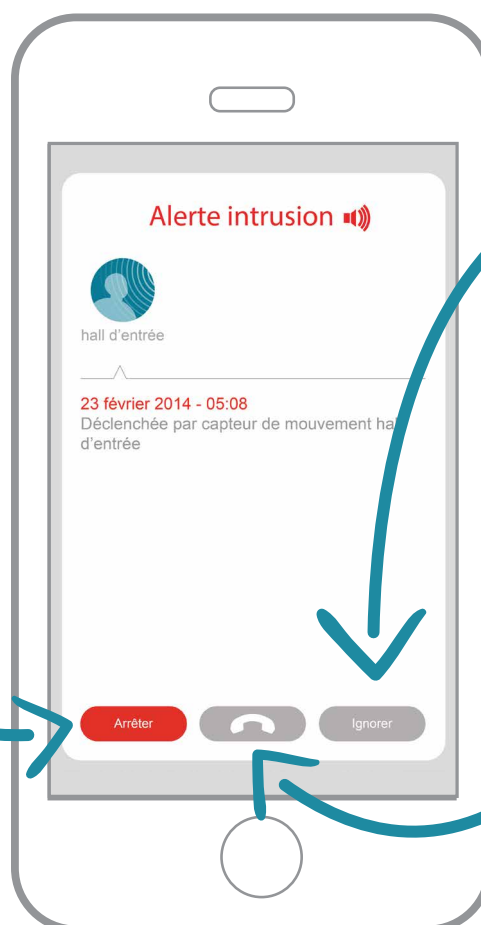 Alerte intrusion
hall d'entrée
23 février 2014 - 05:08
Déclenchée par capteur de mouvement hall
d'entrée
Arrêter
Ignorer